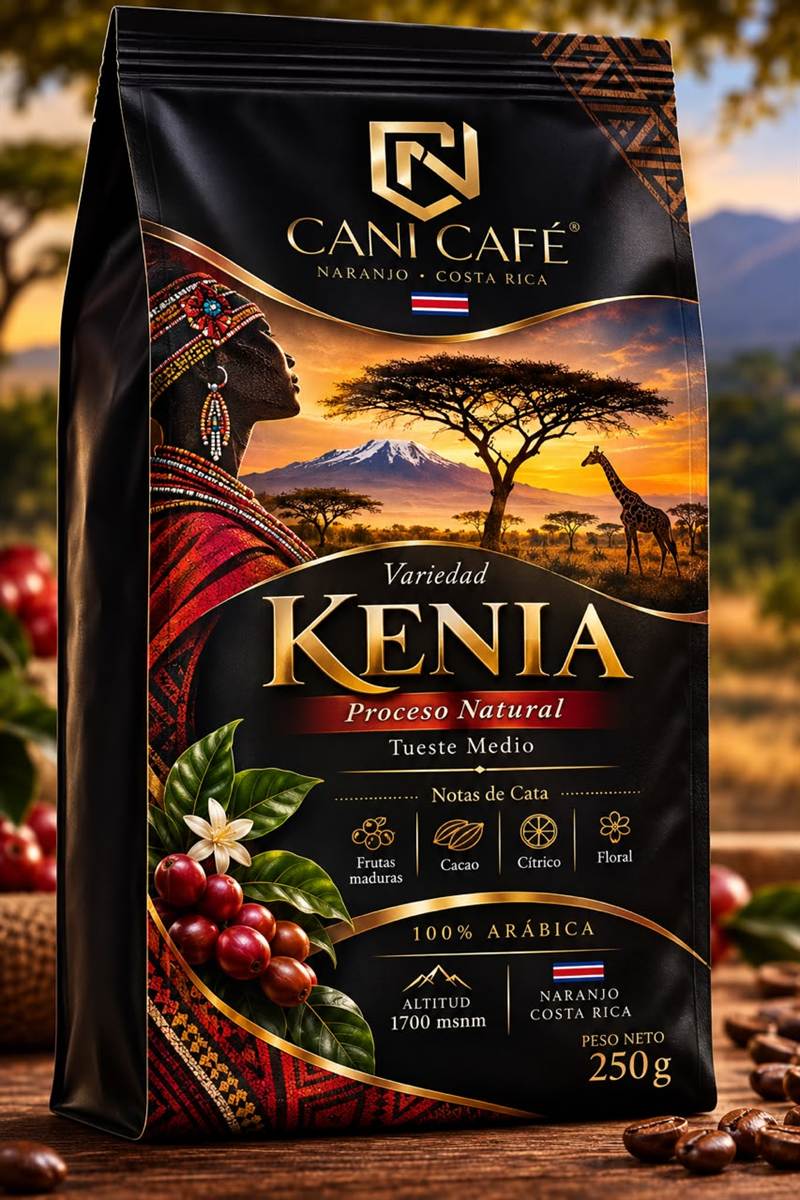 CN
CANI CAFÉ®
NARANJO • COSTA RICA
Variedad
KENIA
Proceso Natural
Tueste Medio
Notas de Cata
Frutas maduras
Cacao
Cítrico
Floral
100% ARÁBICA
ALTITUD
1700 msnm
NARANJO
COSTA RICA
PESO NETO
250g